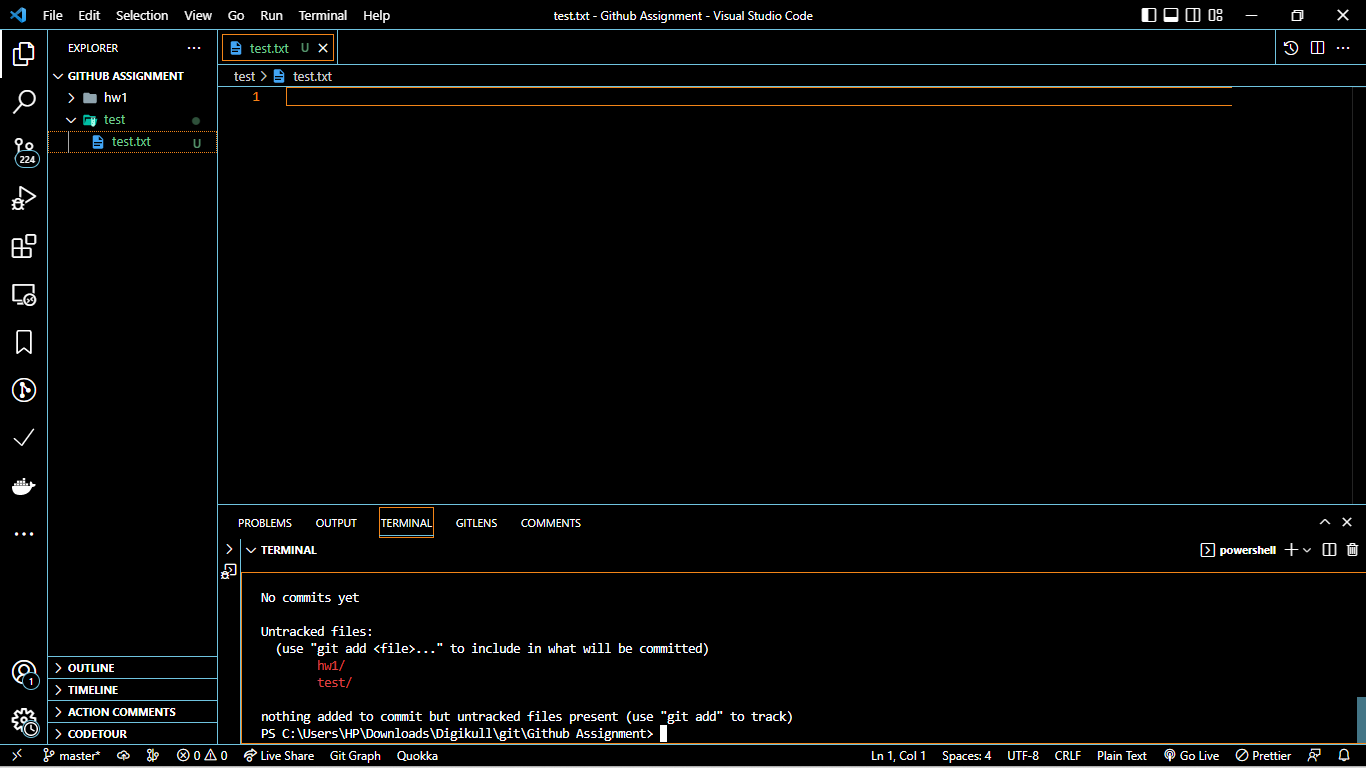 File Edit Selection View Go Run Terminal Help
test.txt - Github Assignment - Visual Studio Code
EXPLORER
GITHUB ASSIGNMENT
hw1
test
test.txt U
224
1
OUTLINE
TIMELINE
ACTION COMMENTS
CODETOUR
test.txt U
test > test.txt
1
PROBLEMS OUTPUT TERMINAL GITLENS COMMENTS
TERMINAL
powershell
No commits yet
Untracked files:
(use "git add <file>..." to include in what will be committed)
hw1/
test/
nothing added to commit but untracked files present (use "git add" to track)
PS C:\Users\HP\Downloads\Digikull\git\Github Assignment>
master* 0 0 Live Share Git Graph Quokka Ln 1, Col 1 Spaces: 4 UTF-8 CRLF Plain Text Go Live Prettier